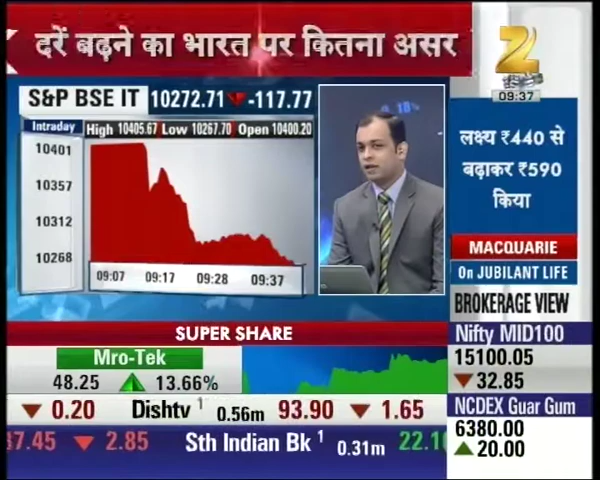 दरें बढ़ने का भारत पर कितना असर
Z
09:37
S&P BSE IT 10272.71 -117.77
Intraday High 10405.67 Low 10267.70 Open 10400.20
10401
10357
10312
10268
09:07 09:17 09:28 09:37
लक्ष्य ₹440 से
बढ़ाकर ₹590
किया
MACQUARIE
On JUBILANT LIFE
BROKERAGE VIEW
SUPER SHARE
Mro-Tek
48.25 13.66%
Nifty MID100
15100.05
32.85
0.20 Dishtv 1 0.56m 93.90 1.65
NCDEX Guar Gum
6380.00
20.00
37.45 2.85 Sth Indian Bk 1 0.31m